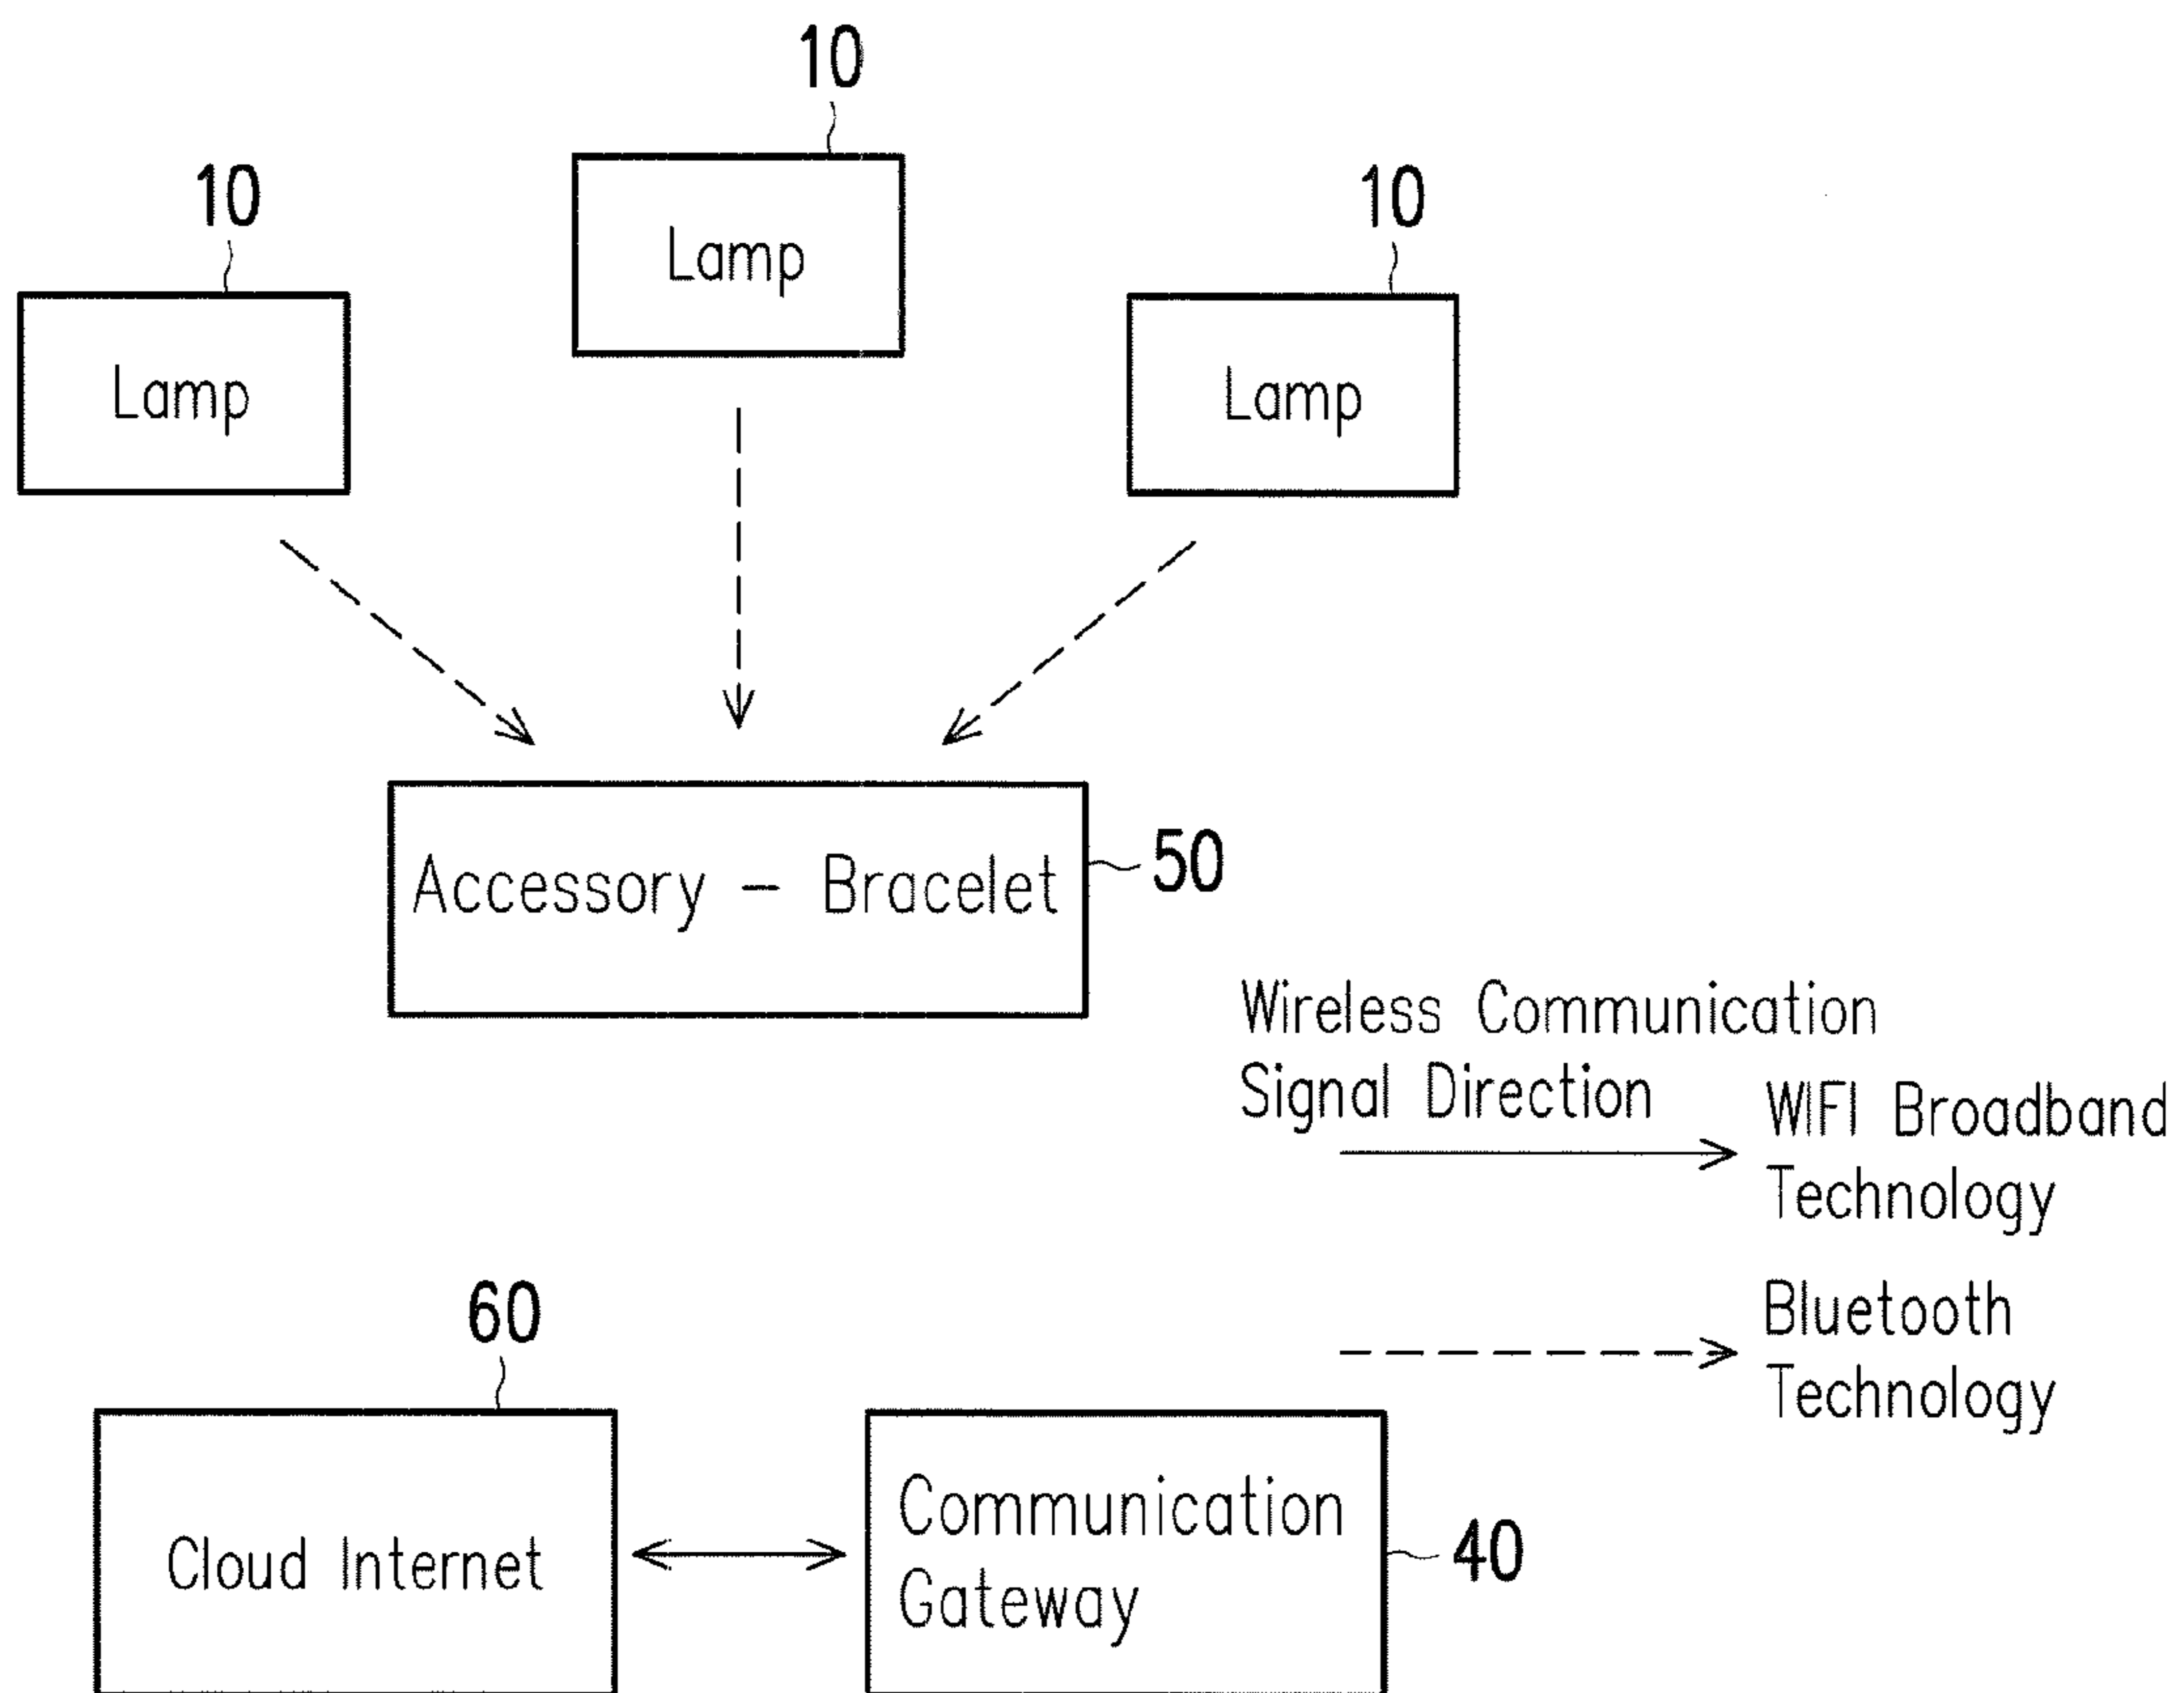 10
10
10
Lamp
Lamp
Lamp
Accessory - Bracelet
50
Wireless Communication
Signal Direction
WIFI Broadband
Technology
Bluetooth
Technology
60
Cloud Internet
Communication
Gateway
40